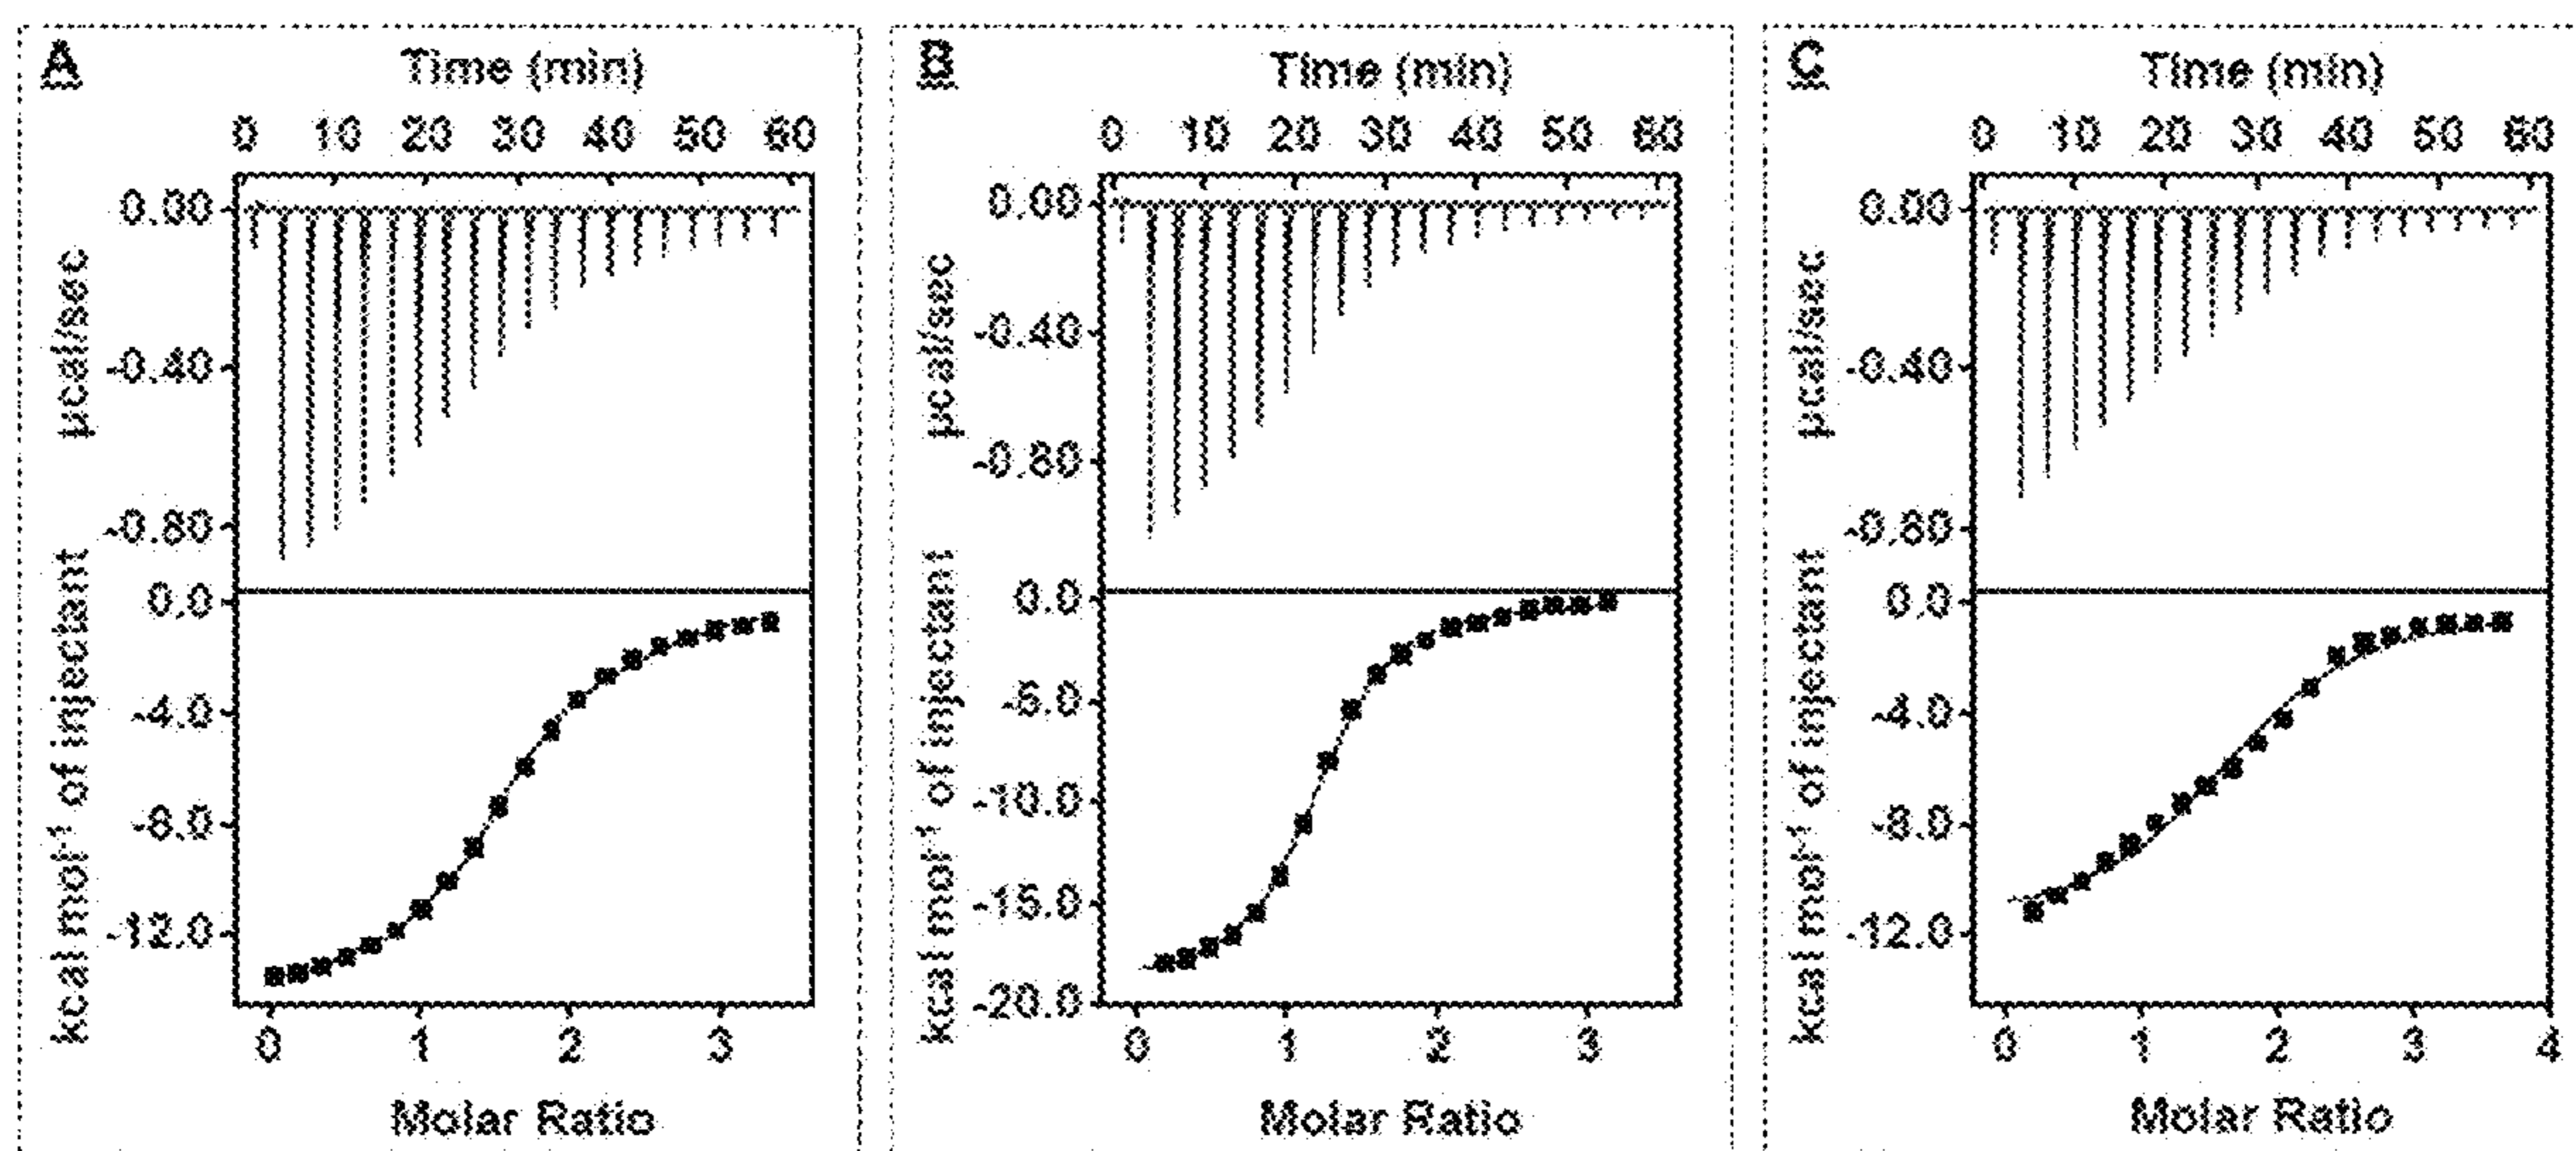 A
Time (min)
0 10 20 30 40 50 60
0.00
-0.40
-0.80
µcal/sec
0.0
-4.0
-8.0
-12.0
kcal mol-1 of injectant
0 1 2 3
Molar Ratio
B
Time (min)
0 10 20 30 40 50 60
0.00
-0.40
-0.80
µcal/sec
0.0
-5.0
-10.0
-15.0
-20.0
kcal mol-1 of injectant
0 1 2 3
Molar Ratio
C
Time (min)
0 10 20 30 40 50 60
0.00
-0.40
-0.80
µcal/sec
0.0
-4.0
-8.0
-12.0
kcal mol-1 of injectant
0 1 2 3 4
Molar Ratio